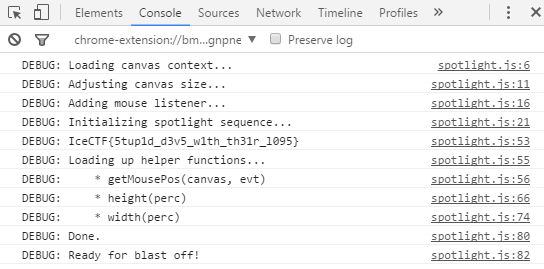 Elements Console Sources Network Timeline Profiles »
chrome-extension://bm...gnpne ▼ Preserve log
DEBUG: Loading canvas context... spotlight.js:6
DEBUG: Adjusting canvas size... spotlight.js:11
DEBUG: Adding mouse listener... spotlight.js:16
DEBUG: Initializing spotlight sequence... spotlight.js:21
DEBUG: IceCTF{5tup1d_d3v5_w1th_th31r_l095} spotlight.js:53
DEBUG: Loading up helper functions... spotlight.js:55
DEBUG: * getMousePos(canvas, evt) spotlight.js:56
DEBUG: * height(perc) spotlight.js:66
DEBUG: * width(perc) spotlight.js:74
DEBUG: Done. spotlight.js:80
DEBUG: Ready for blast off! spotlight.js:82